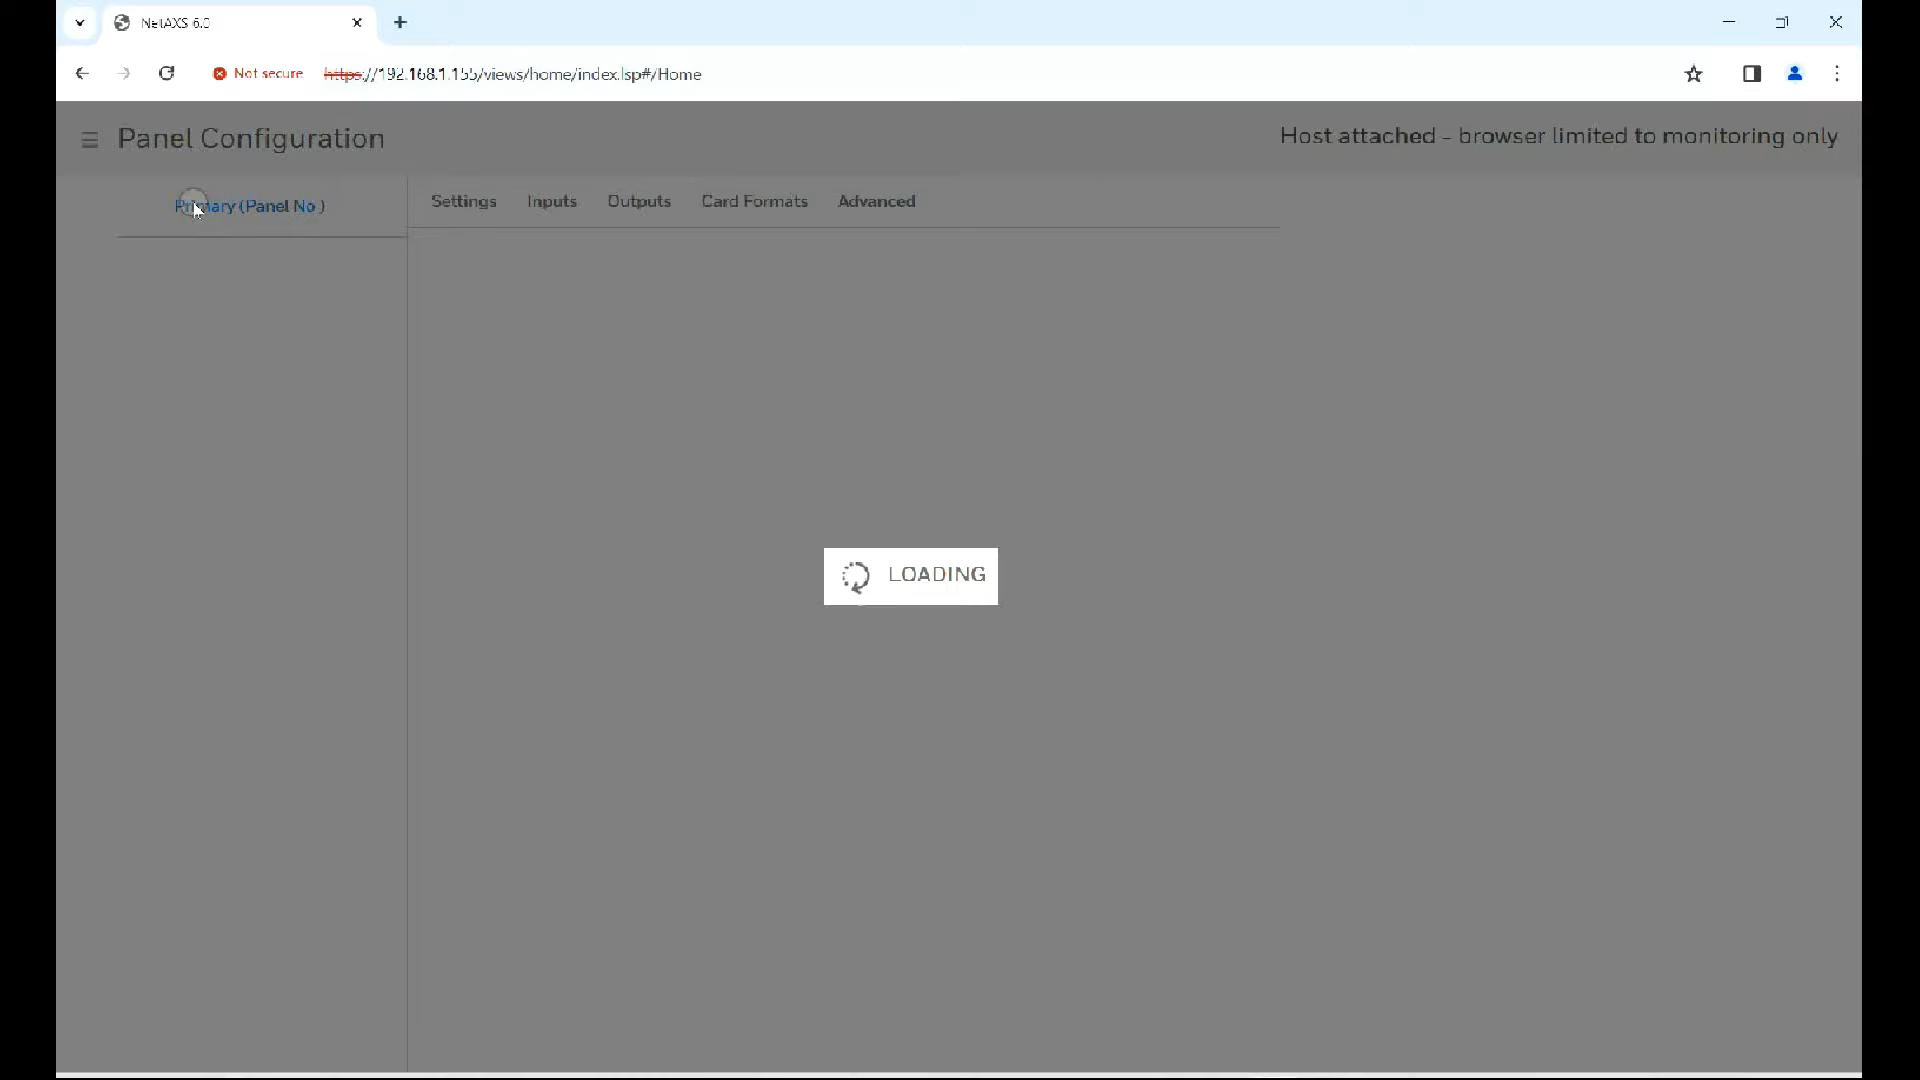 NetAXS 6.0
Not secure https://192.168.1.155/views/home/index.lsp#/Home
Panel Configuration
Host attached - browser limited to monitoring only
Primary (Panel No )
Settings Inputs Outputs Card Formats Advanced
LOADING